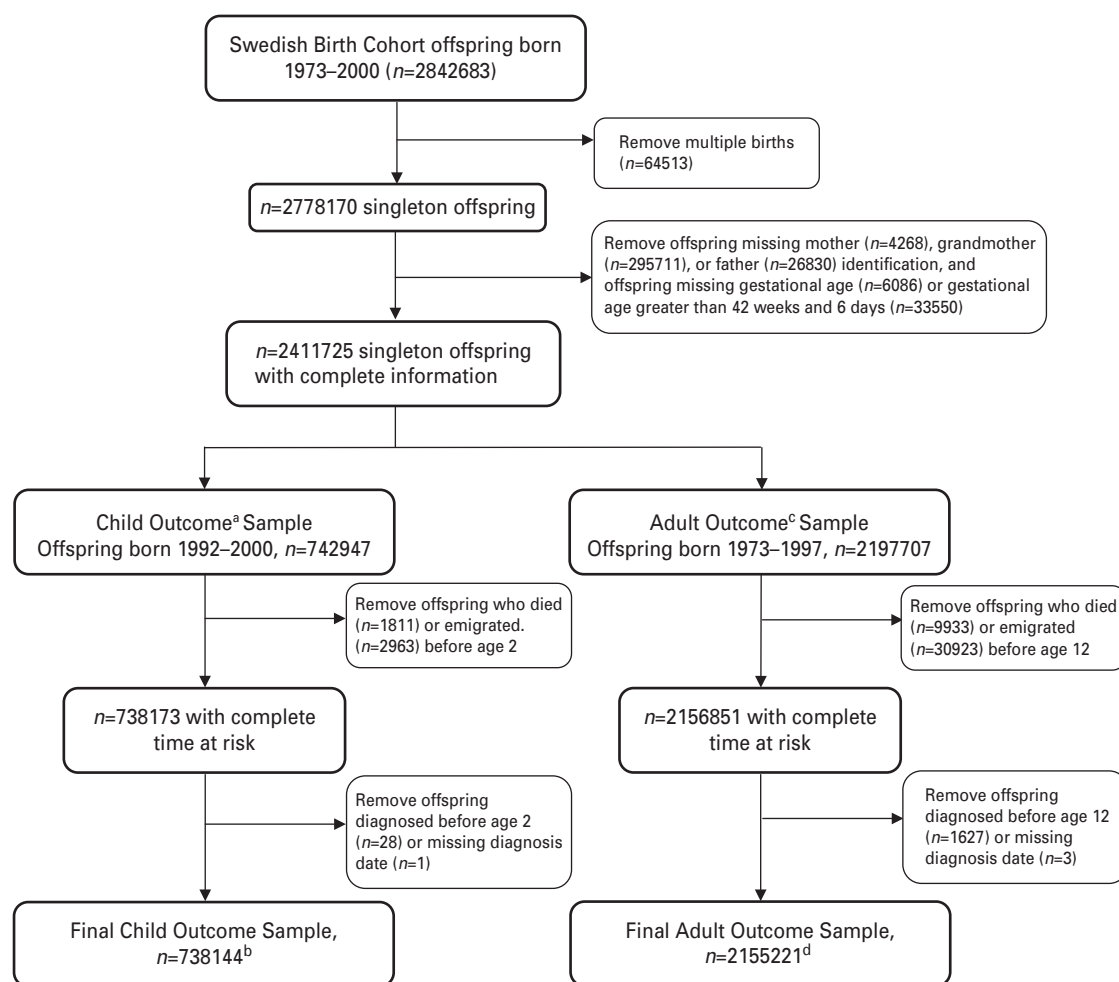 Swedish Birth Cohort offspring born
1973–2000 (n=2842683)
Remove multiple births
(n=64513)
n=2778170 singleton offspring
Remove offspring missing mother (n=4268), grandmother
(n=295711), or father (n=26830) identification, and
offspring missing gestational age (n=6086) or gestational
age greater than 42 weeks and 6 days (n=33550)
n=2411725 singleton offspring
with complete information
Child Outcomeᵃ Sample
Offspring born 1992–2000, n=742947
Adult Outcomeᶜ Sample
Offspring born 1973–1997, n=2197707
Remove offspring who died
(n=1811) or emigrated.
(n=2963) before age 2
Remove offspring who died
(n=9933) or emigrated
(n=30923) before age 12
n=738173 with complete
time at risk
n=2156851 with complete
time at risk
Remove offspring
diagnosed before age 2
(n=28) or missing diagnosis
date (n=1)
Remove offspring
diagnosed before age 12
(n=1627) or missing
diagnosis date (n=3)
Final Child Outcome Sample,
n=738144ᵇ
Final Adult Outcome Sample,
n=2155221ᵈ